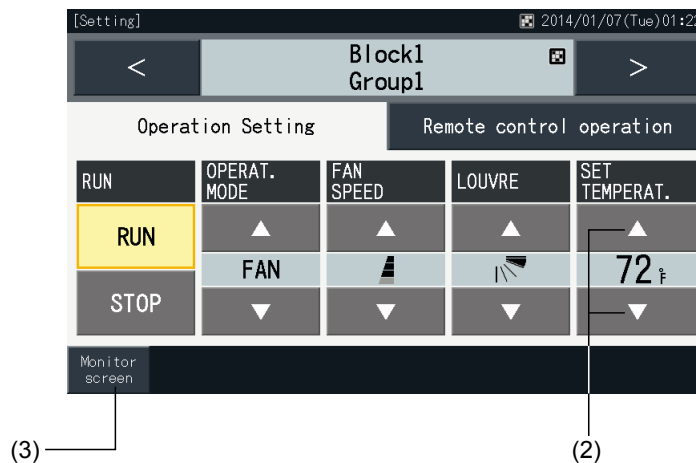 [Setting]
2014/01/07(Tue)01:22
<
Block1
Group1
>
Operation Setting
Remote control operation
RUN
OPERAT.
MODE
FAN
SPEED
LOUVRE
SET
TEMPERAT.
RUN
STOP
FAN
72°F
Monitor
screen
(3)
(2)